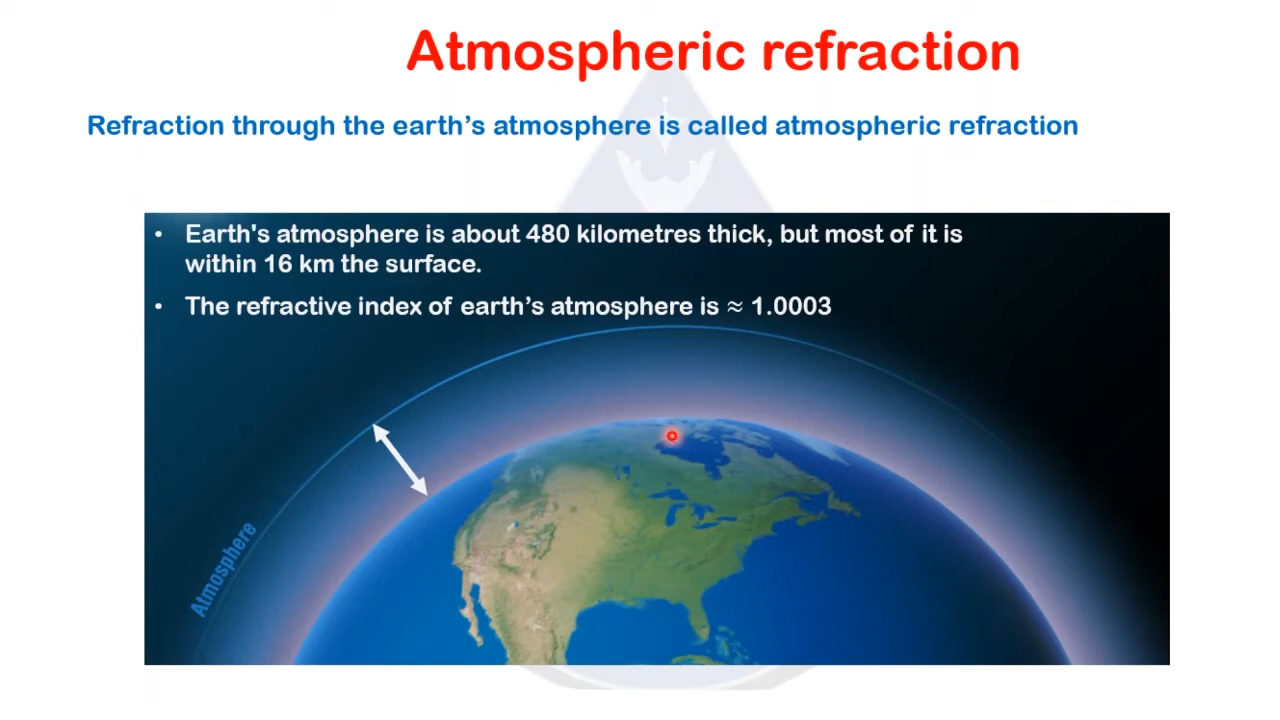 Atmospheric refraction
Refraction through the earth’s atmosphere is called atmospheric refraction
• Earth's atmosphere is about 480 kilometres thick, but most of it is
within 16 km the surface.
• The refractive index of earth’s atmosphere is ≈ 1.0003
Atmosphere